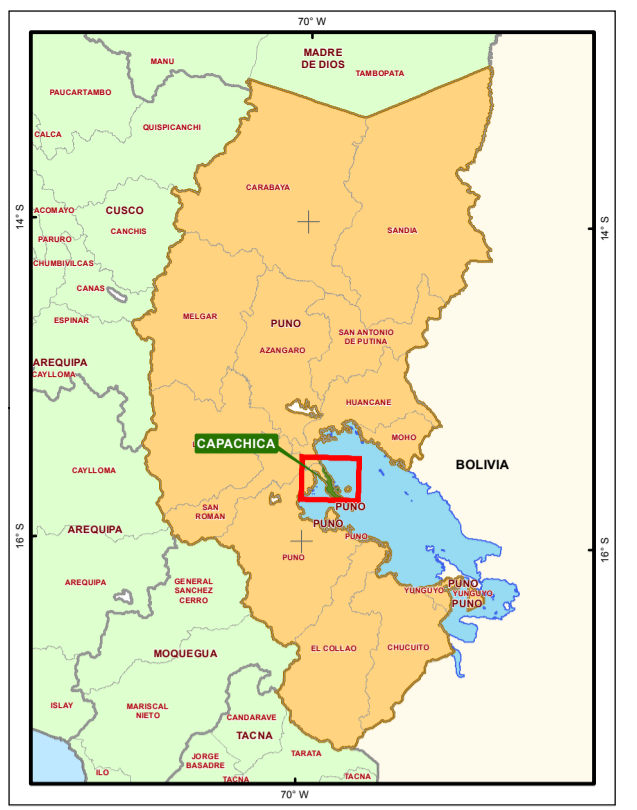 70° W
MADRE
DE DIOS
MANU
TAMBOPATA
PAUCARTAMBO
QUISPICANCHI
CALCA
CARABAYA
ACOMAYO
CUSCO
14° S
14° S
CANCHIS
SANDIA
PARURO
CHUMBIVILCAS
CANAS
ESPINAR
MELGAR
PUNO
SAN ANTONIO
DE PUTINA
AZANGARO
AREQUIPA
CAYLLOMA
HUANCANE
MOHO
CAPACHICA
BOLIVIA
CAYLLOMA
SAN
ROMAN
PUNO
PUNO
PUNO
AREQUIPA
16° S
16° S
PUNO
AREQUIPA
GENERAL
SANCHEZ
CERRO
YUNGUYO
PUNO
YUNGUYO
PUNO
MOQUEGUA
EL COLLAO
CHUCUITO
ISLAY
MARISCAL
NIETO
CANDARAVE
TACNA
JORGE
BASADRE
TARATA
ILO
TACNA
TACNA
70° W